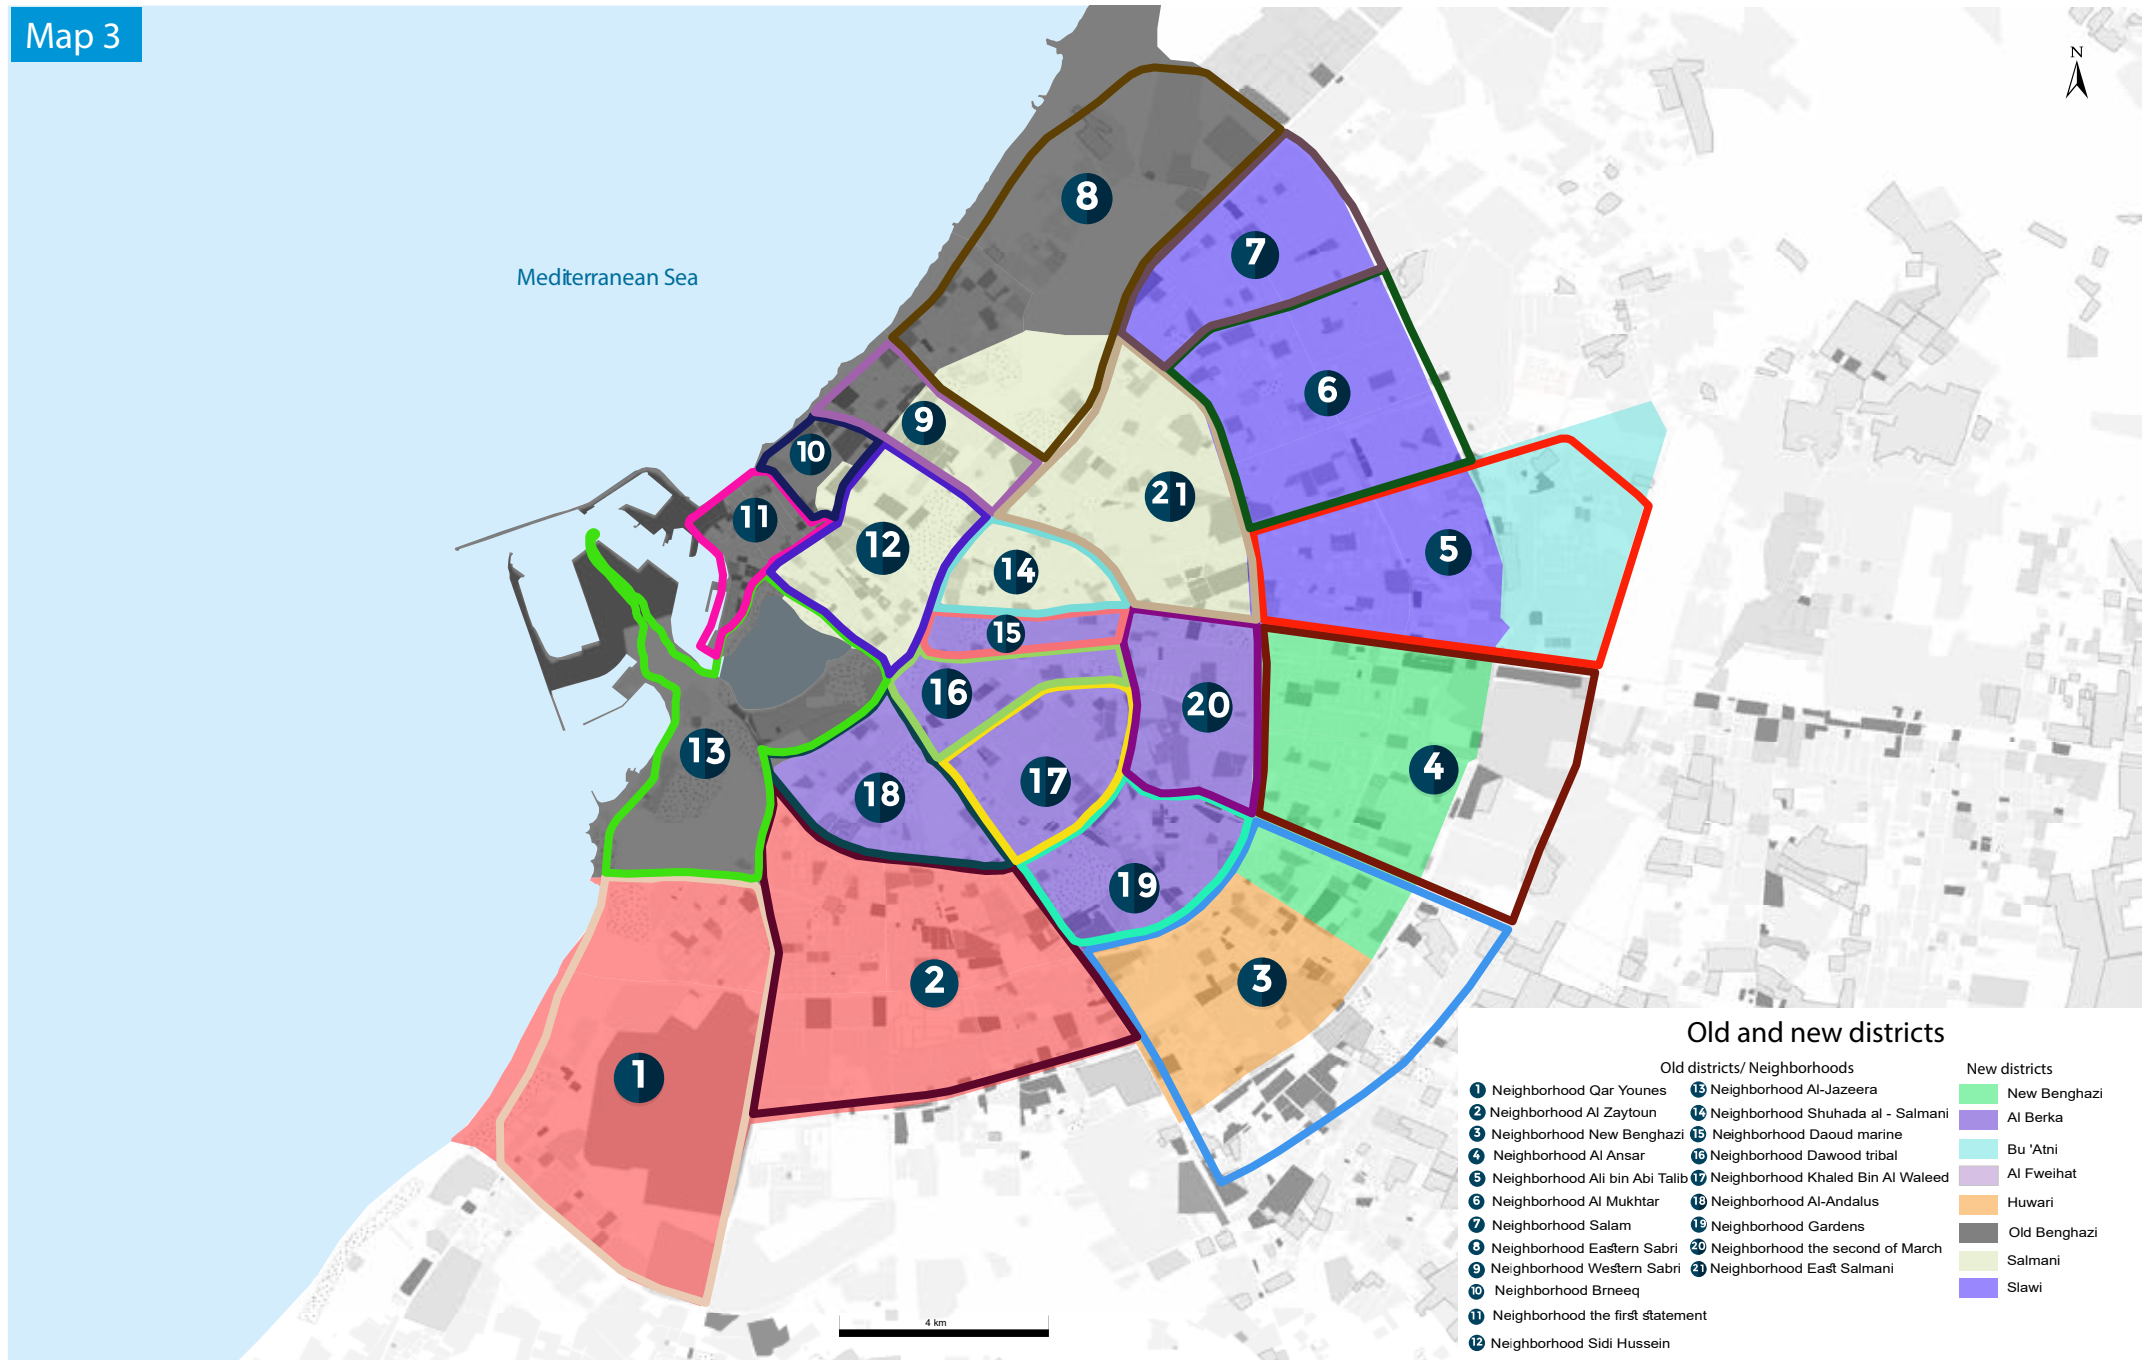 Map 3
N
Mediterranean Sea
8
7
6
9
10
21
11
12
5
14
15
16
20
13
4
17
18
19
2
3
1
4 km
Old and new districts
Old districts/ Neighborhoods
1 Neighborhood Qar Younes
2 Neighborhood Al Zaytoun
3 Neighborhood New Benghazi
4 Neighborhood Al Ansar
5 Neighborhood Ali bin Abi Talib
6 Neighborhood Al Mukhtar
7 Neighborhood Salam
8 Neighborhood Eastern Sabri
9 Neighborhood Western Sabri
10 Neighborhood Brneeq
11 Neighborhood the first statement
12 Neighborhood Sidi Hussein
13 Neighborhood Al-Jazeera
14 Neighborhood Shuhada al - Salmani
15 Neighborhood Daoud marine
16 Neighborhood Dawood tribal
17 Neighborhood Khaled Bin Al Waleed
18 Neighborhood Al-Andalus
19 Neighborhood Gardens
20 Neighborhood the second of March
21 Neighborhood East Salmani
New districts
New Benghazi
Al Berka
Bu 'Atni
Al Fweihat
Huwari
Old Benghazi
Salmani
Slawi